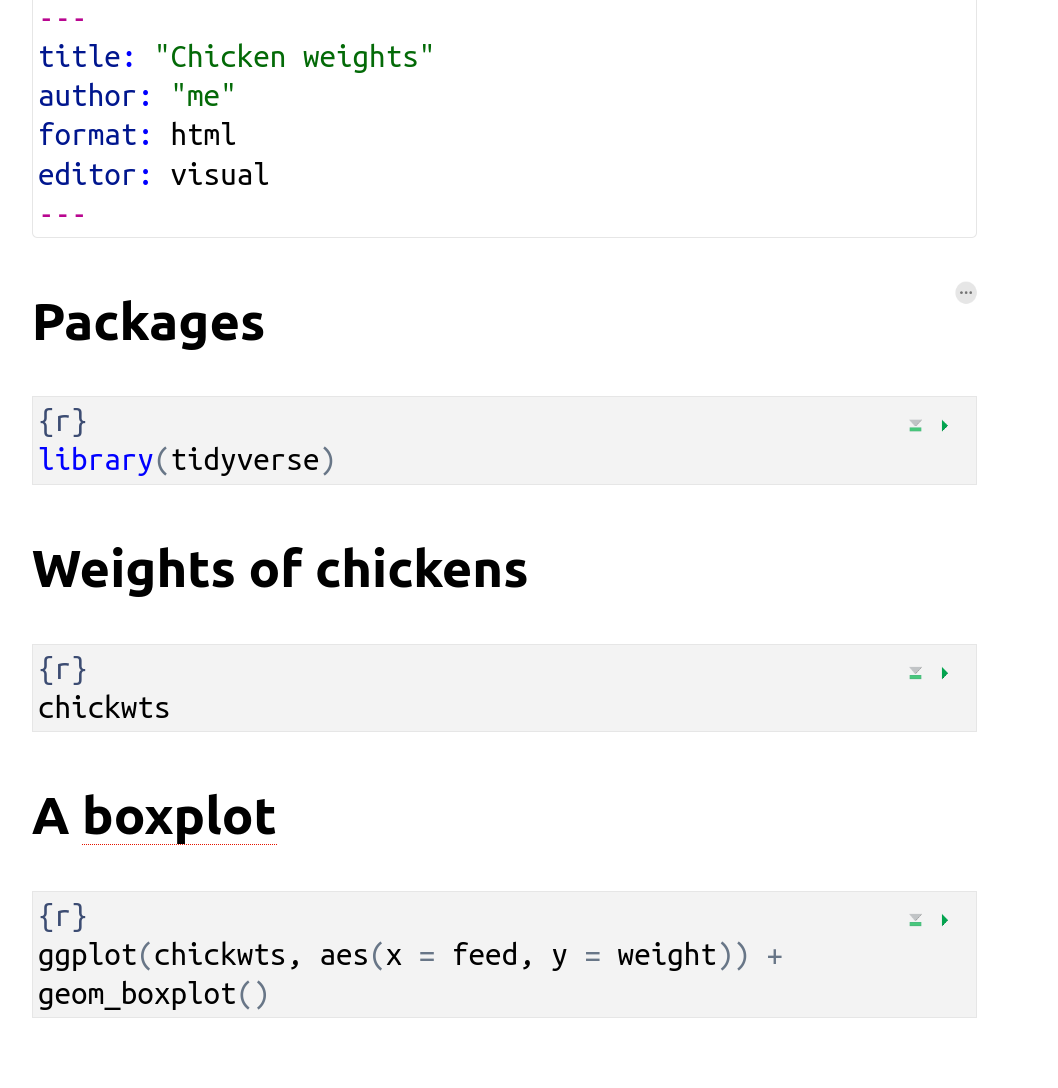 ---
title: "Chicken weights"
author: "me"
format: html
editor: visual
---
Packages
{r}
library(tidyverse)
Weights of chickens
{r}
chickwts
A boxplot
{r}
ggplot(chickwts, aes(x = feed, y = weight)) +
geom_boxplot()